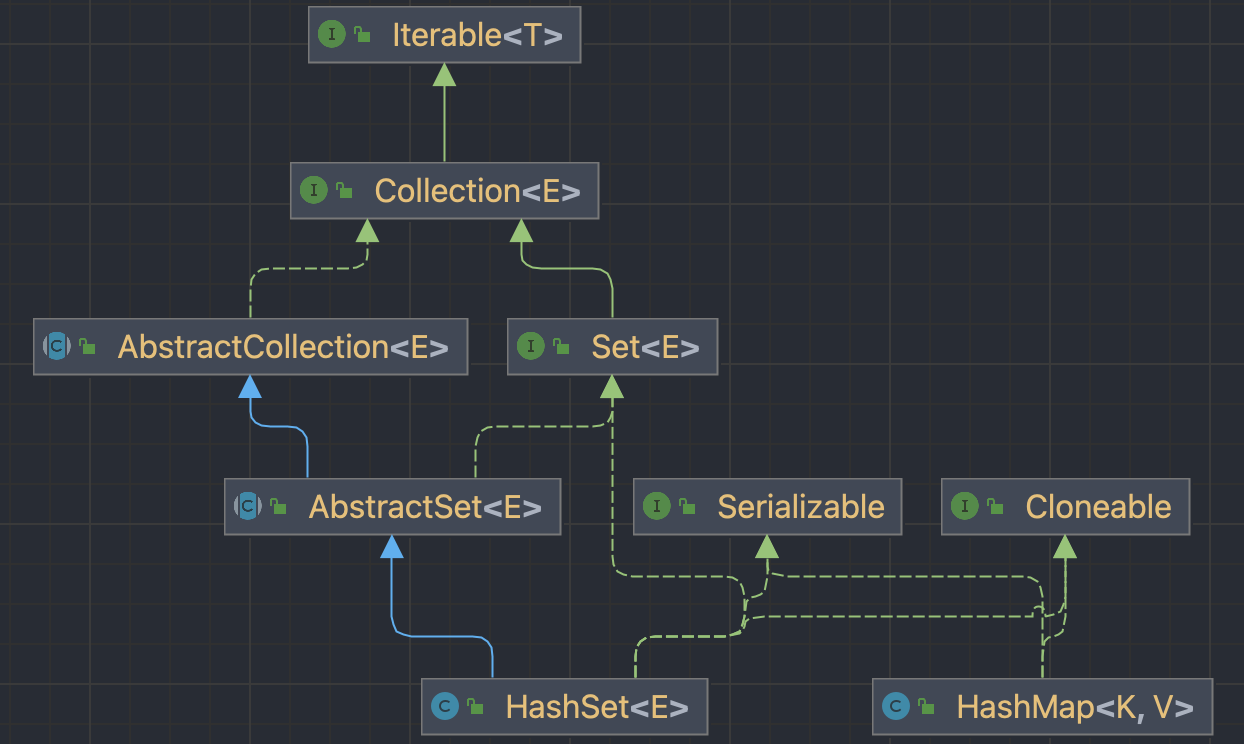 I Iterable<T>
I Collection<E>
C AbstractCollection<E>
I Set<E>
C AbstractSet<E>
I Serializable
I Cloneable
C HashSet<E>
C HashMap<K, V>